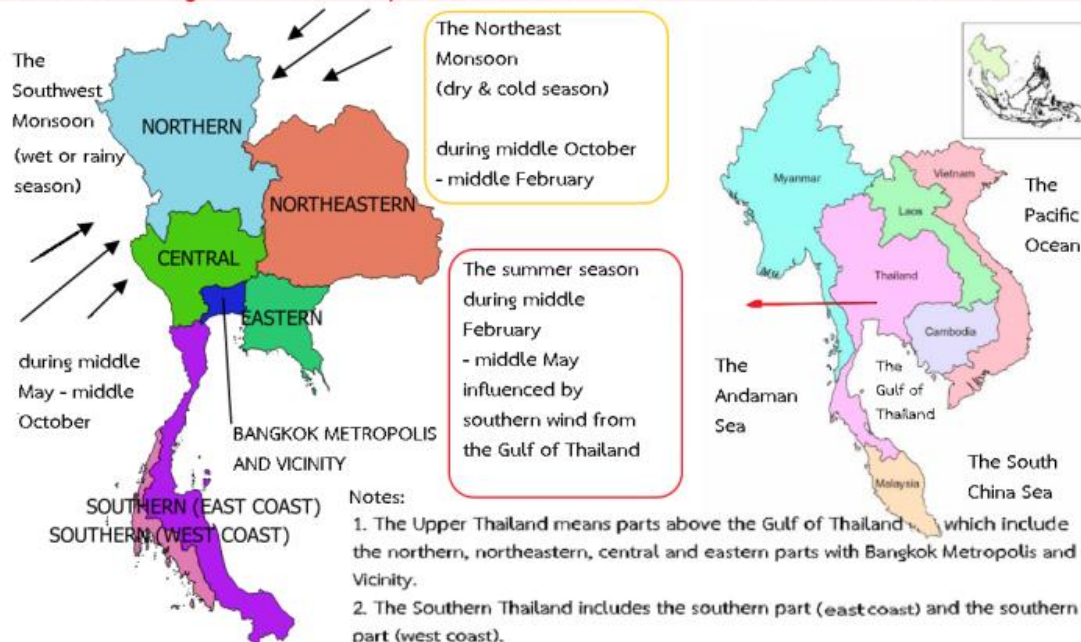 The
Southwest
Monsoon
(wet or rainy
season)
NORTHERN
NORTHEASTERN
CENTRAL
EASTERN
during middle
May - middle
October
BANGKOK METROPOLIS
AND VICINITY
SOUTHERN (EAST COAST)
SOUTHERN (WEST COAST)
The Northeast
Monsoon
(dry & cold season)
during middle October
- middle February
The summer season
during middle
February
- middle May
influenced by
southern wind from
the Gulf of Thailand
Myanmar
Vietnam
Laos
Thailand
Cambodia
Malaysia
The
Pacific
Ocean
The
Andaman
Sea
The
Gulf of
Thailand
The South
China Sea
Notes:
1. The Upper Thailand means parts above the Gulf of Thailand which include
the northern, northeastern, central and eastern parts with Bangkok Metropolis and
Vicinity.
2. The Southern Thailand includes the southern part (east coast) and the southern
part (west coast).